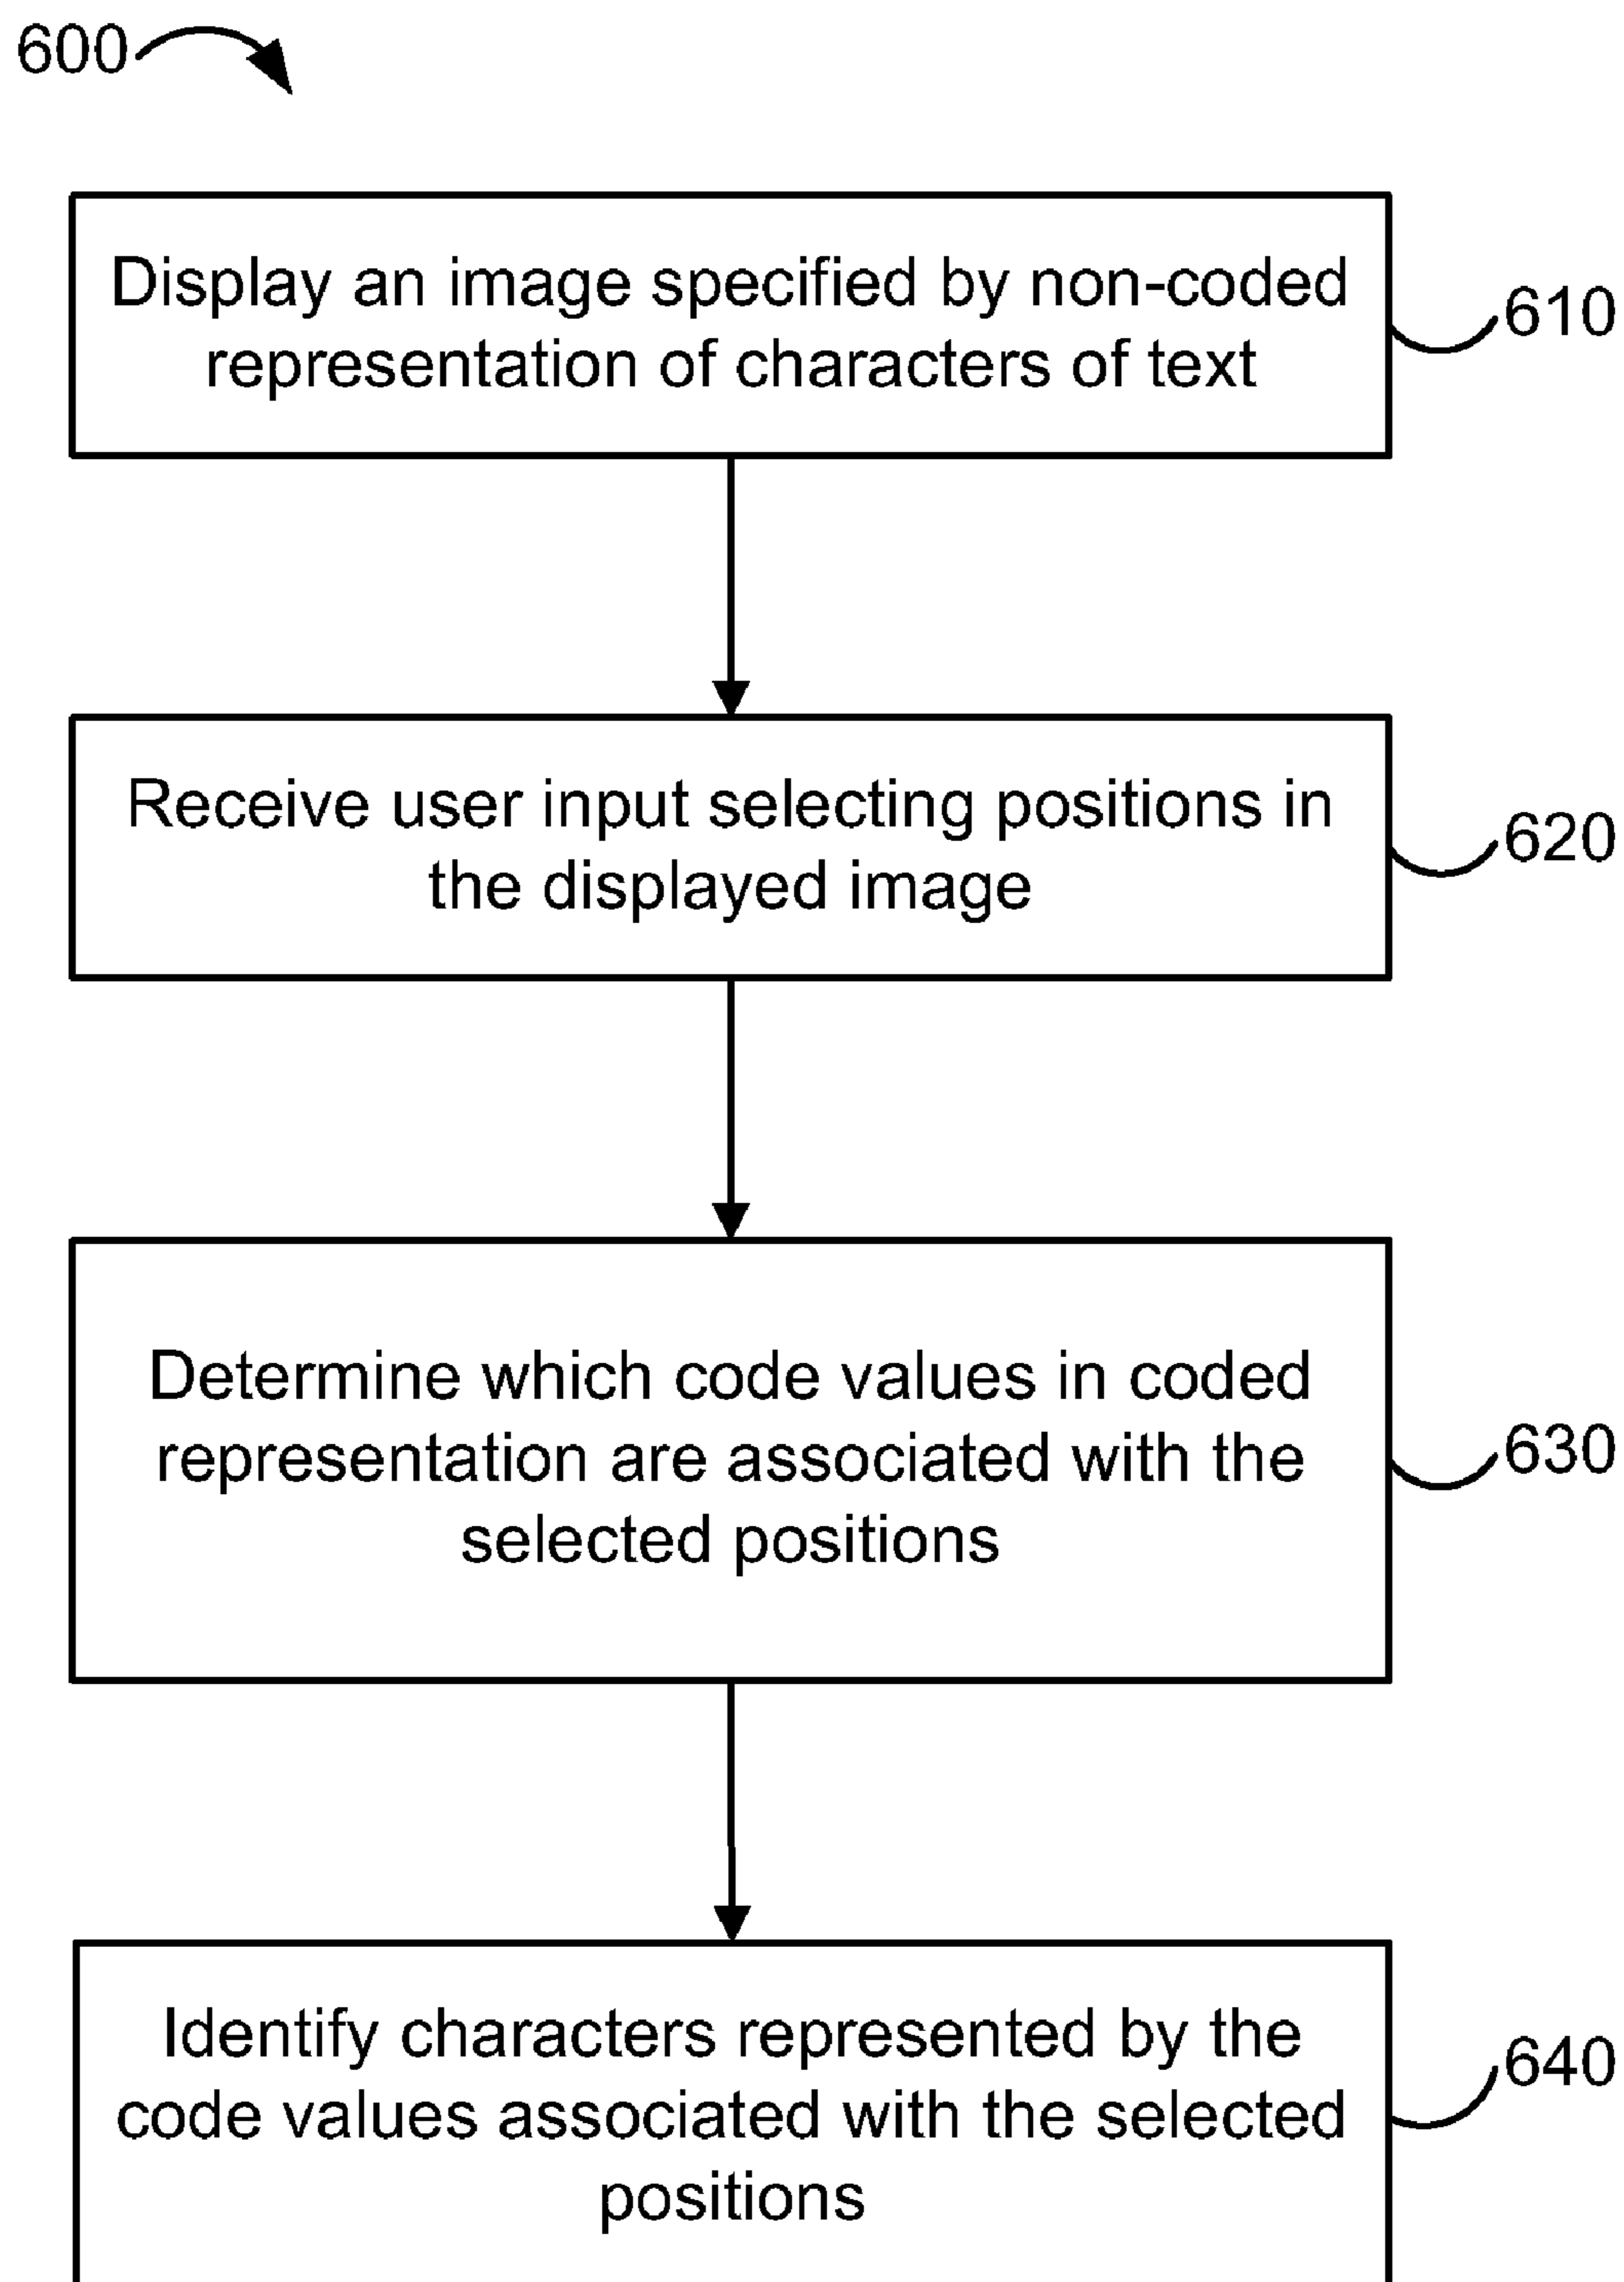 600
Display an image specified by non-coded
representation of characters of text
610
Receive user input selecting positions in
the displayed image
620
Determine which code values in coded
representation are associated with the
selected positions
630
Identify characters represented by the
code values associated with the selected
positions
640